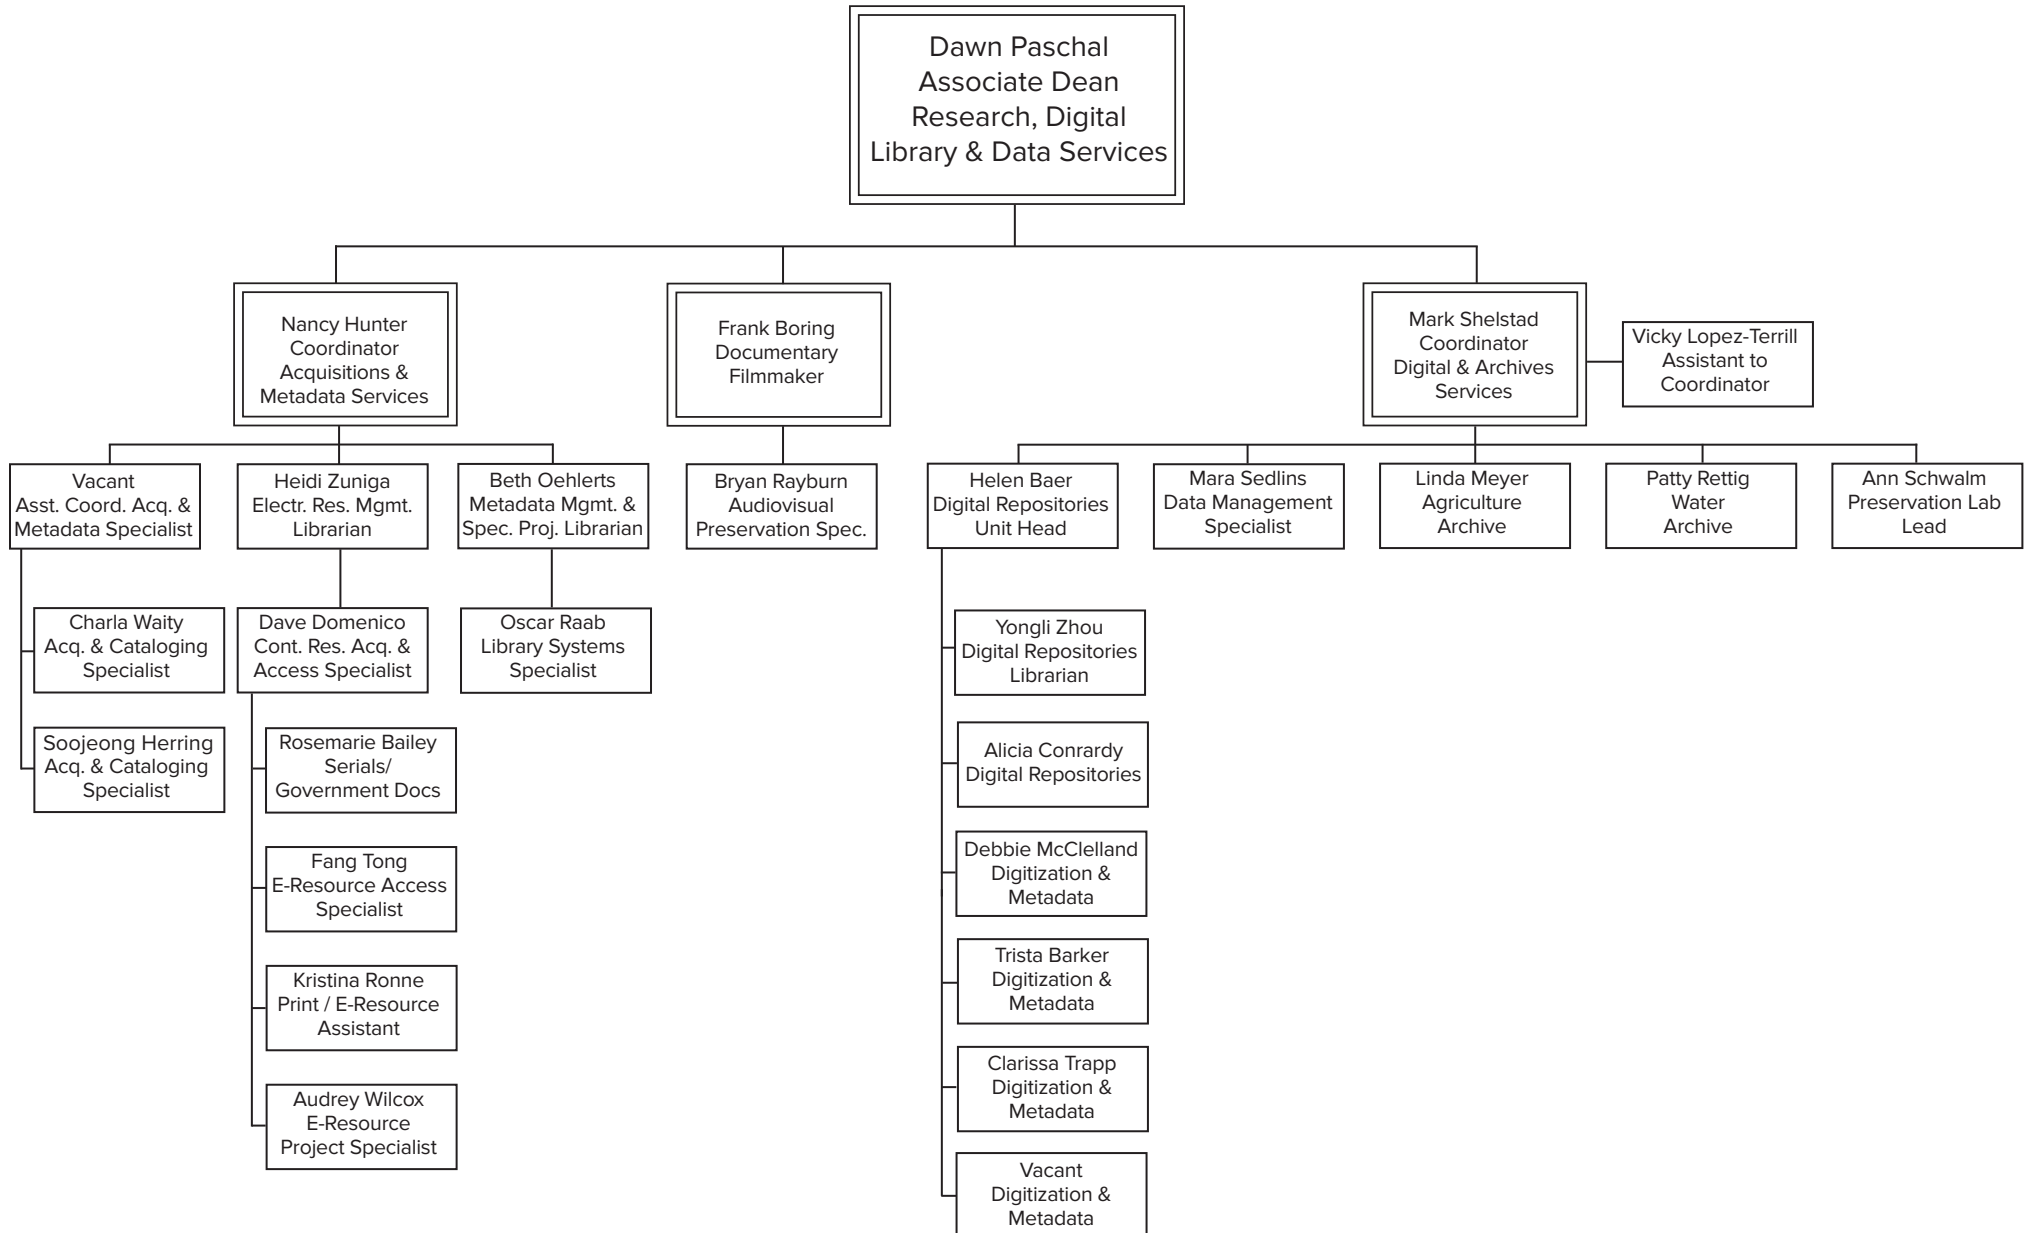 Dawn Paschal
Associate Dean
Research, Digital
Library & Data Services
Nancy Hunter
Coordinator
Acquisitions &
Metadata Services
Frank Boring
Documentary
Filmmaker
Mark Shelstad
Coordinator
Digital & Archives
Services
Vicky Lopez-Terrill
Assistant to
Coordinator
Vacant
Asst. Coord. Acq. &
Metadata Specialist
Heidi Zuniga
Electr. Res. Mgmt.
Librarian
Beth Oehlerts
Metadata Mgmt. &
Spec. Proj. Librarian
Bryan Rayburn
Audiovisual
Preservation Spec.
Helen Baer
Digital Repositories
Unit Head
Mara Sedlins
Data Management
Specialist
Linda Meyer
Agriculture
Archive
Patty Rettig
Water
Archive
Ann Schwalm
Preservation Lab
Lead
Charla Waity
Acq. & Cataloging
Specialist
Soojeong Herring
Acq. & Cataloging
Specialist
Dave Domenico
Cont. Res. Acq. &
Access Specialist
Rosemarie Bailey
Serials/
Government Docs
Fang Tong
E-Resource Access
Specialist
Kristina Ronne
Print / E-Resource
Assistant
Audrey Wilcox
E-Resource
Project Specialist
Oscar Raab
Library Systems
Specialist
Yongli Zhou
Digital Repositories
Librarian
Alicia Conrardy
Digital Repositories
Debbie McClelland
Digitization &
Metadata
Trista Barker
Digitization &
Metadata
Clarissa Trapp
Digitization &
Metadata
Vacant
Digitization &
Metadata